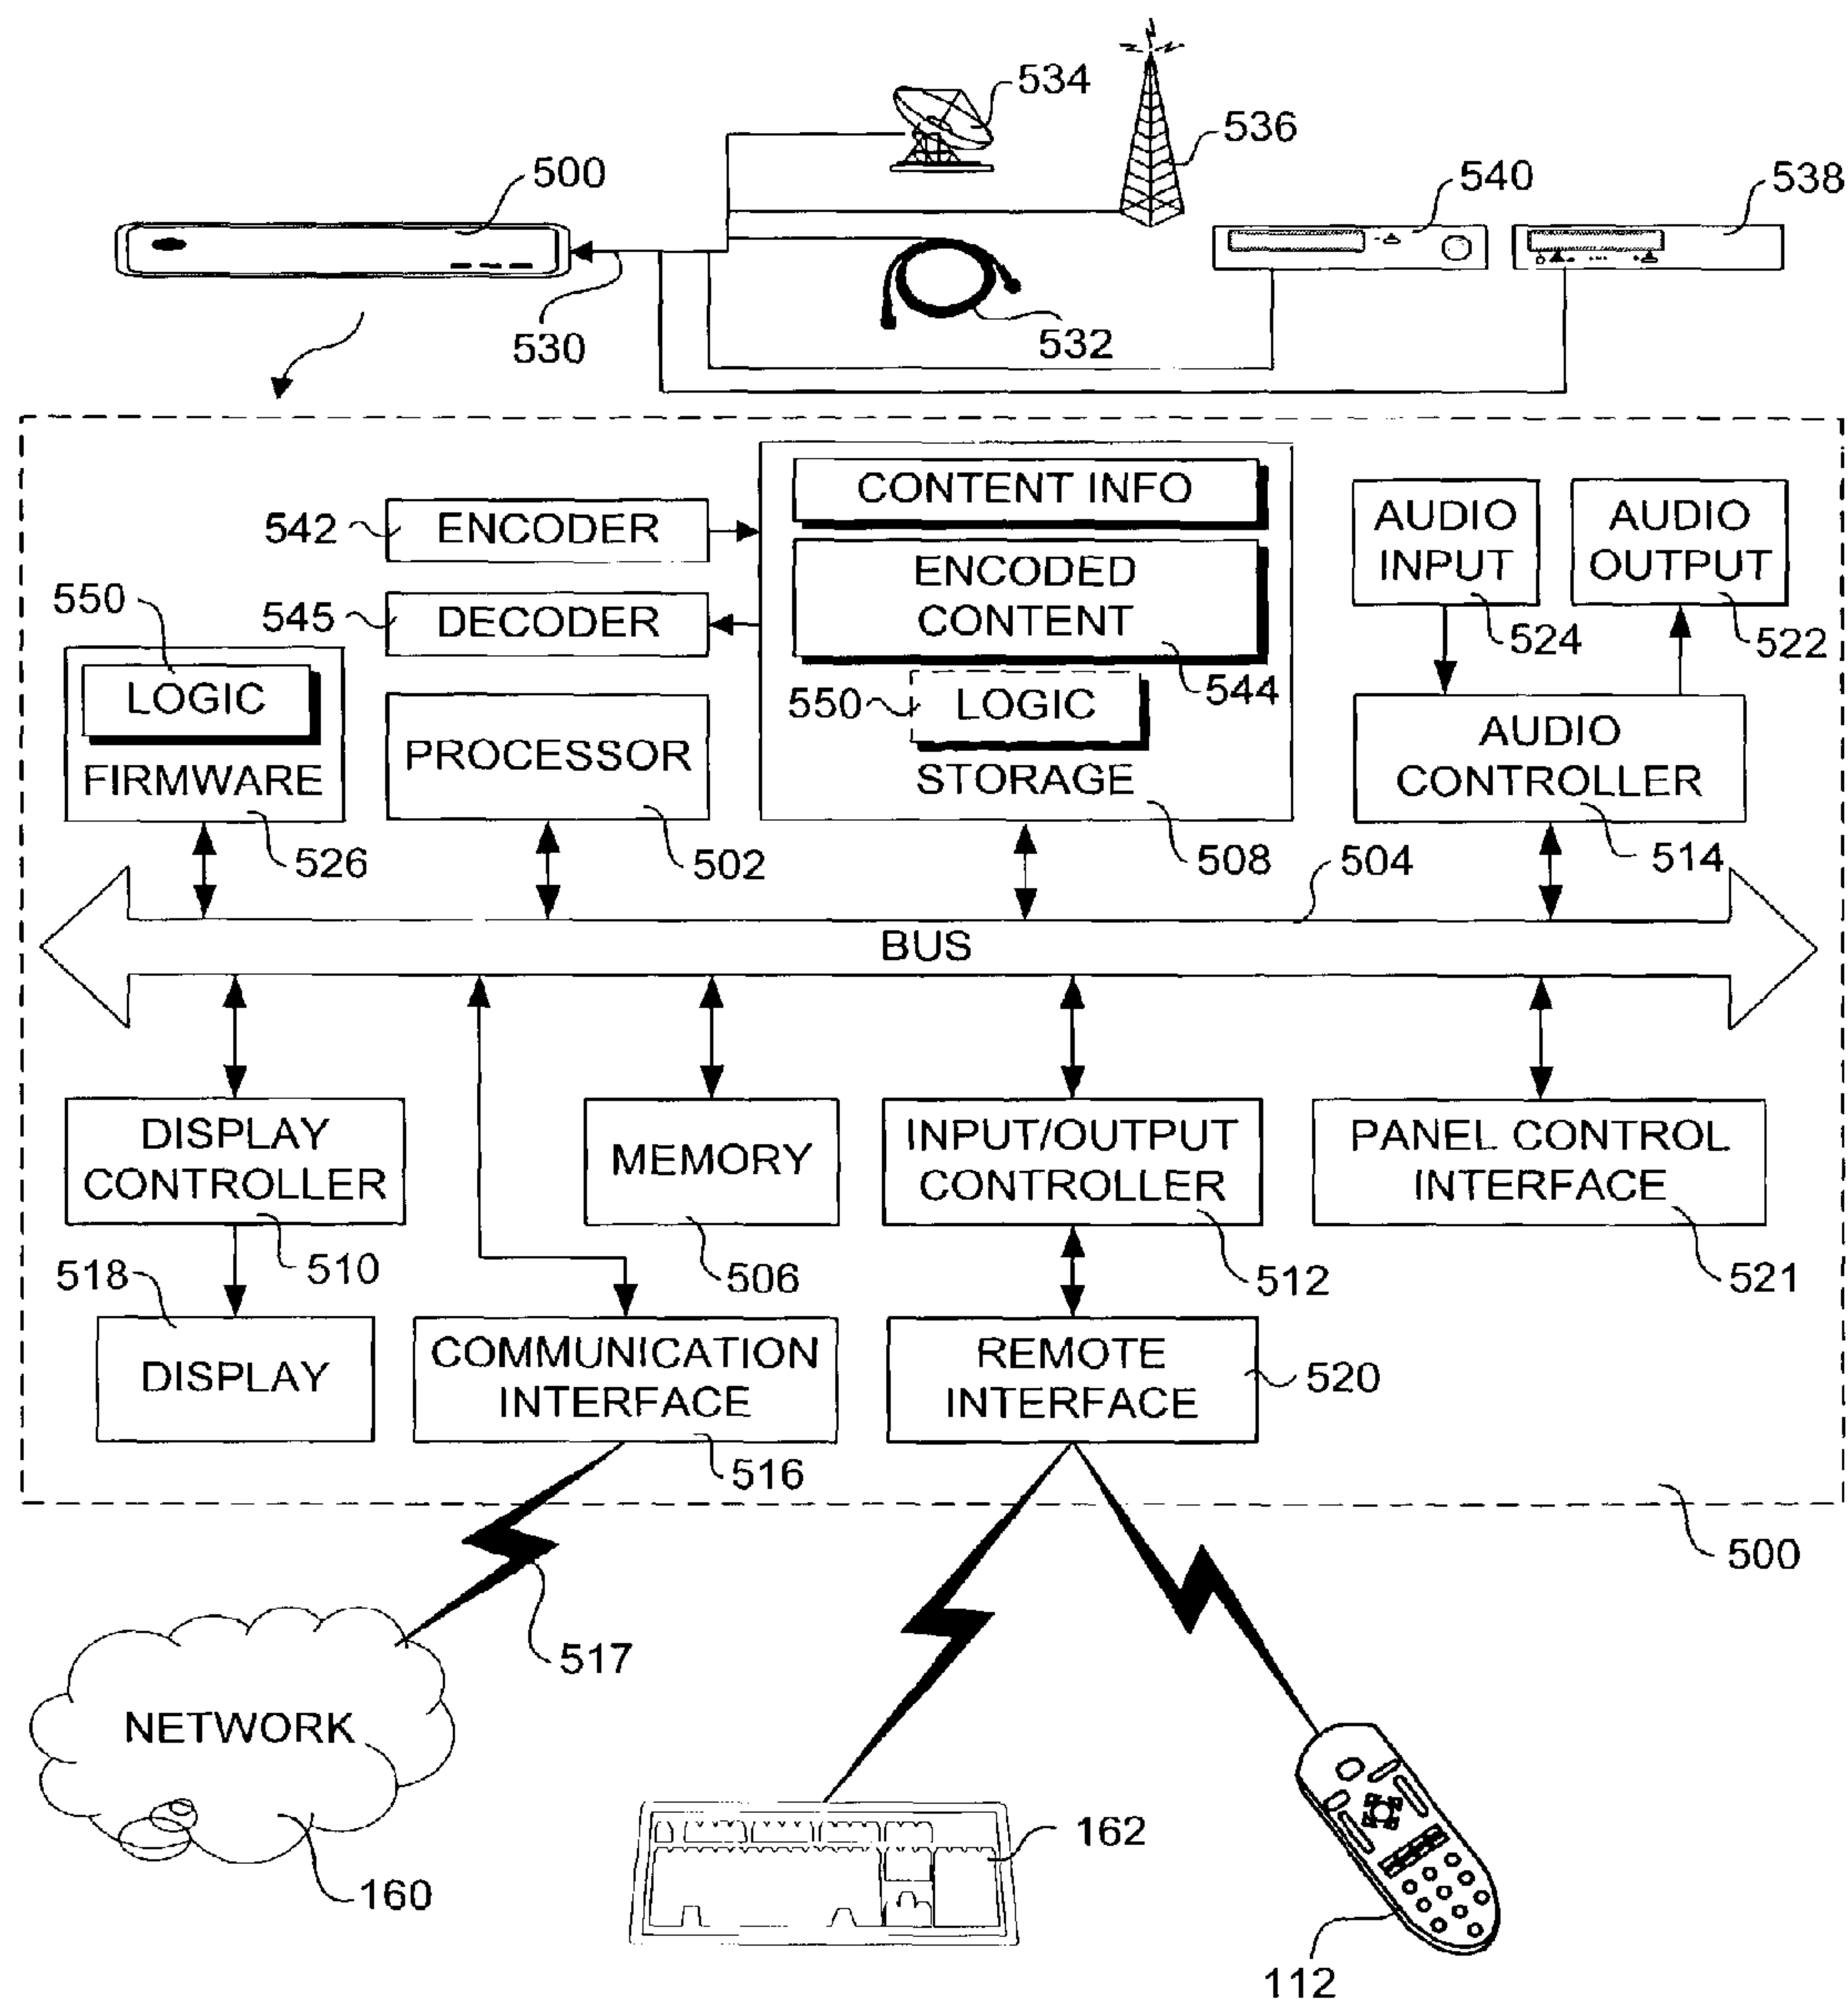 534
536
500
540
538
530
532
CONTENT INFO
542
ENCODER
ENCODED
CONTENT
AUDIO
INPUT
AUDIO
OUTPUT
550
545
DECODER
524
522
LOGIC
544
550
LOGIC
FIRMWARE
PROCESSOR
STORAGE
AUDIO
CONTROLLER
526
502
508
504
514
BUS
DISPLAY
CONTROLLER
MEMORY
INPUT/OUTPUT
CONTROLLER
PANEL CONTROL
INTERFACE
518
510
506
512
521
DISPLAY
COMMUNICATION
INTERFACE
REMOTE
INTERFACE
520
516
500
517
NETWORK
160
162
112